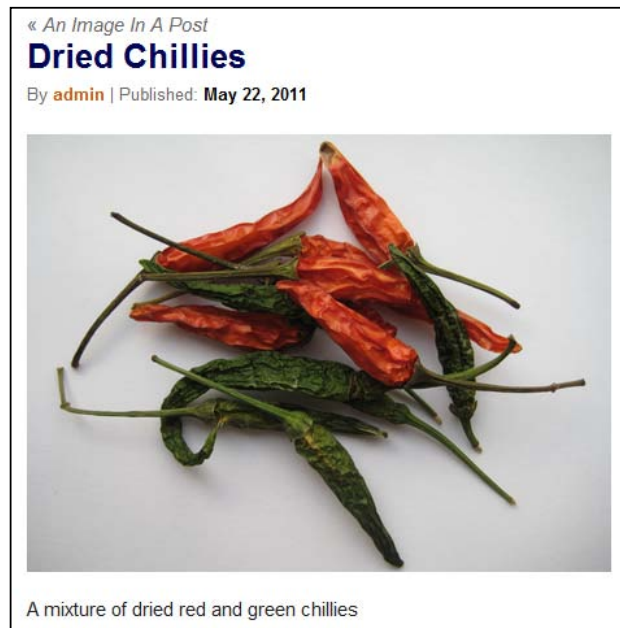 « An Image In A Post
Dried Chillies
By admin | Published: May 22, 2011
A mixture of dried red and green chillies